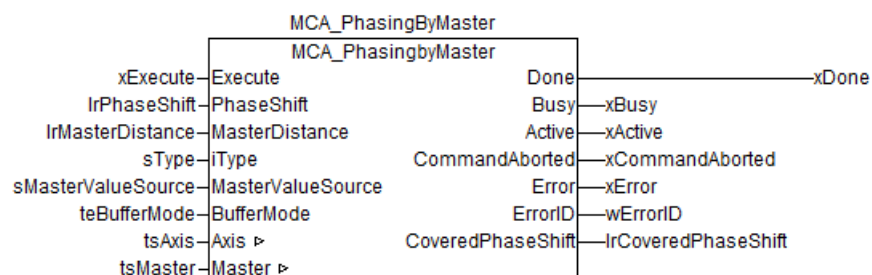 MCA_PhasingByMaster
MCA_PhasingbyMaster
xExecute Execute Done xDone
lrPhaseShift PhaseShift Busy xBusy
lrMasterDistance MasterDistance Active xActive
sType iType CommandAborted xCommandAborted
sMasterValueSource MasterValueSource Error xError
teBufferMode BufferMode ErrorID wErrorID
tsAxis Axis CoveredPhaseShift lrCoveredPhaseShift
tsMaster Master